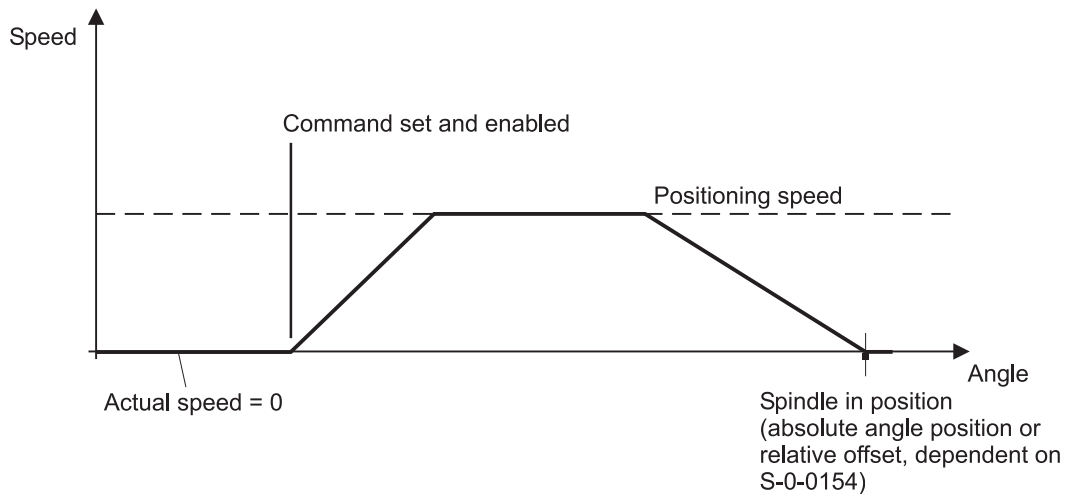 Speed
Command set and enabled
Positioning speed
Angle
Actual speed = 0
Spindle in position
(absolute angle position or
relative offset, dependent on
S-0-0154)